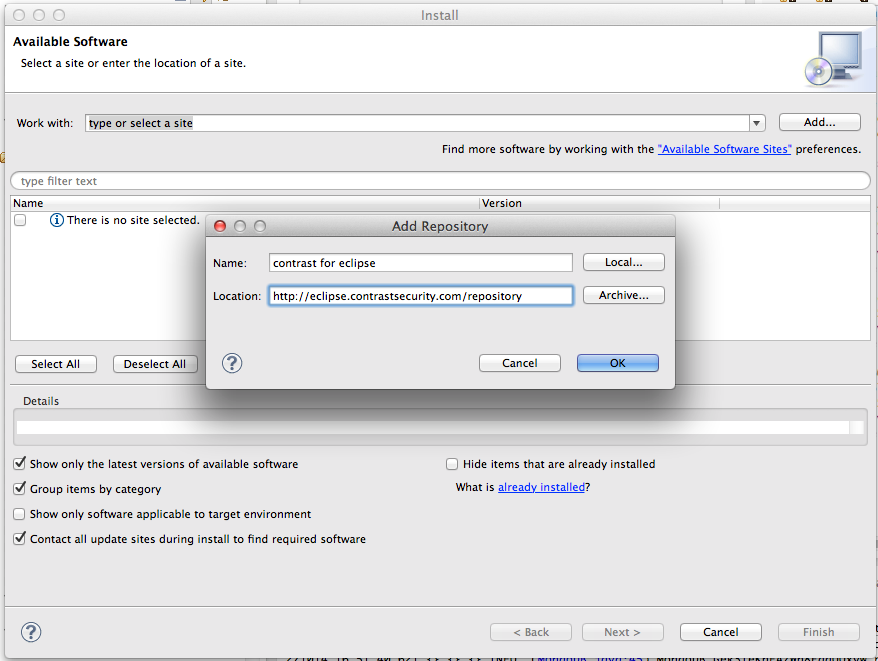 Install
Available Software
Select a site or enter the location of a site.
Work with: type or select a site Add...
Find more software by working with the "Available Software Sites" preferences.
type filter text
Name Version
There is no site selected.
Add Repository
Name: contrast for eclipse Local...
Location: http://eclipse.contrastsecurity.com/repository Archive...
? Cancel OK
Select All Deselect All
Details
Show only the latest versions of available software
Hide items that are already installed
Group items by category
What is already installed?
Show only software applicable to target environment
Contact all update sites during install to find required software
? < Back Next > Cancel Finish